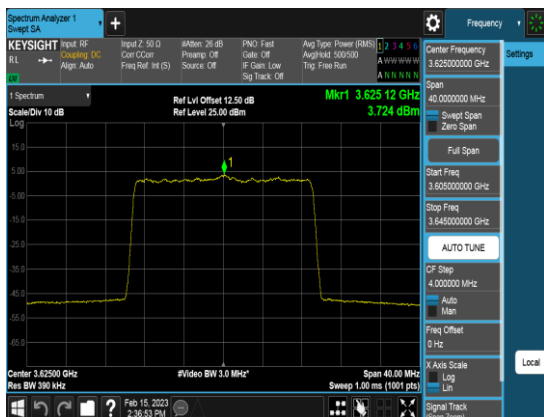 Spectrum Analyzer 1
Swept SA
Frequency
KEYSIGHT
RL
Input: RF
Coupling: DC
Align: Auto
Input Z: 50 Ω
Corr CCorr
Freq Ref: Int (S)
#Atten: 26 dB
Preamp: Off
Source: Off
PNO: Fast
Gate: Off
IF Gain: Low
Sig Track: Off
Avg Type: Power (RMS)
Avg|Hold: 500/500
Trig: Free Run
1 2 3 4 5 6
A W W W W W
A N N N N N
1 Spectrum
Scale/Div 10 dB
Log
Ref Lvl Offset 12.50 dB
Ref Level 25.00 dBm
Mkr1 3.625 12 GHz
3.724 dBm
15.0
5.00
-5.00
-15.0
-25.0
-35.0
-45.0
-55.0
-65.0
1
Center 3.62500 GHz
Res BW 390 kHz
#Video BW 3.0 MHz*
Span 40.00 MHz
Sweep 1.00 ms (1001 pts)
Feb 15, 2023
2:36:53 PM
Center Frequency
3.625000000 GHz
Span
40.0000000 MHz
Swept Span
Zero Span
Full Span
Start Freq
3.605000000 GHz
Stop Freq
3.645000000 GHz
AUTO TUNE
CF Step
4.000000 MHz
Auto
Man
Freq Offset
0 Hz
X Axis Scale
Log
Lin
Signal Track
Settings
Local